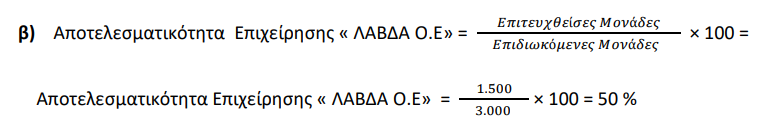 β) Αποτελεσματικότητα Επιχείρησης « ΛΑΒΔΑ Ο.Ε» = Επιτευχθείσες Μονάδες / Επιδιωκόμενες Μονάδες × 100 =
Αποτελεσματικότητα Επιχείρησης « ΛΑΒΔΑ Ο.Ε» = 1.500 / 3.000 × 100 = 50 %